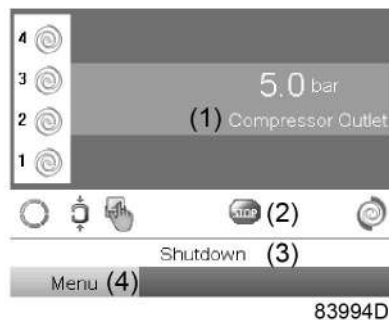 4
5.0 bar
3
(1) Compressor Outlet
2
1
STOP (2)
Shutdown (3)
Menu (4)
83994D